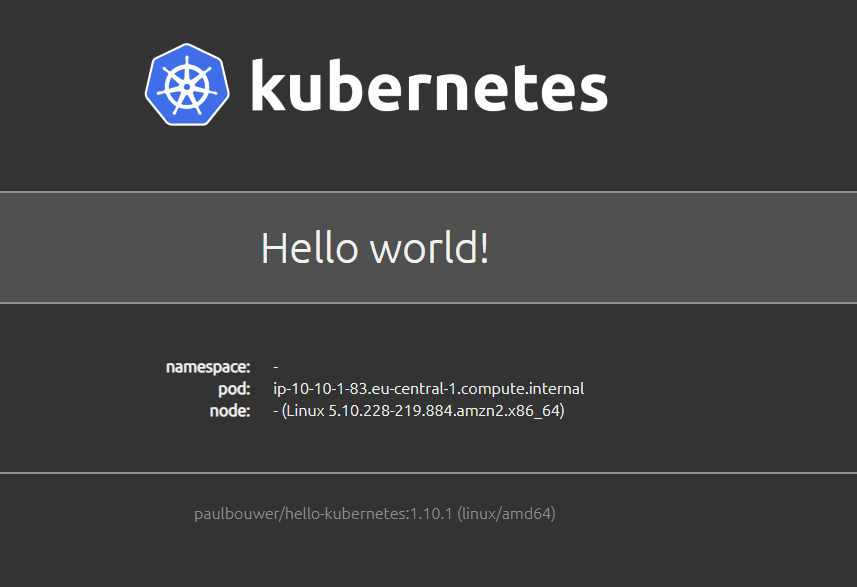 kubernetes
Hello world!
namespace: -
pod: ip-10-10-1-83.eu-central-1.compute.internal
node: - (Linux 5.10.228-219.884.amzn2.x86_64)
paulbouwer/hello-kubernetes:1.10.1 (linux/amd64)